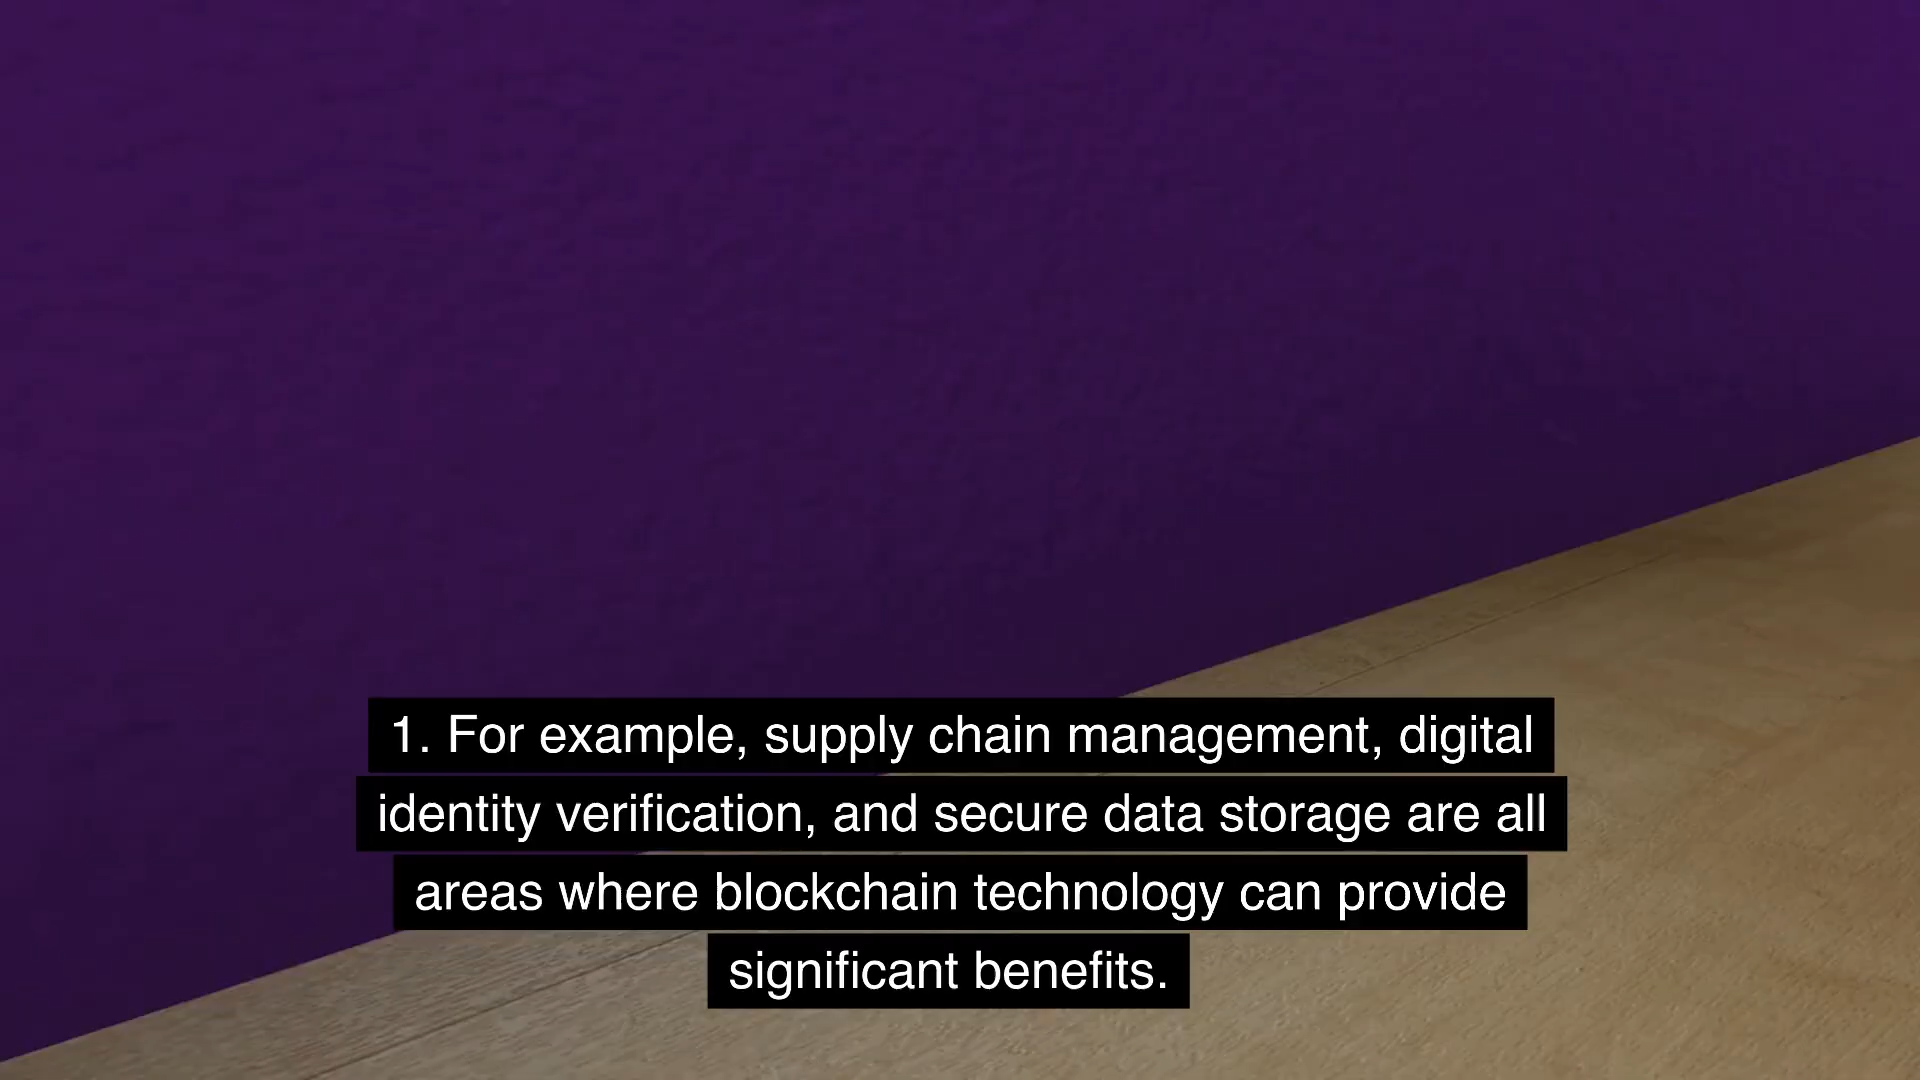 1. For example, supply chain management, digital
identity verification, and secure data storage are all
areas where blockchain technology can provide
significant benefits.